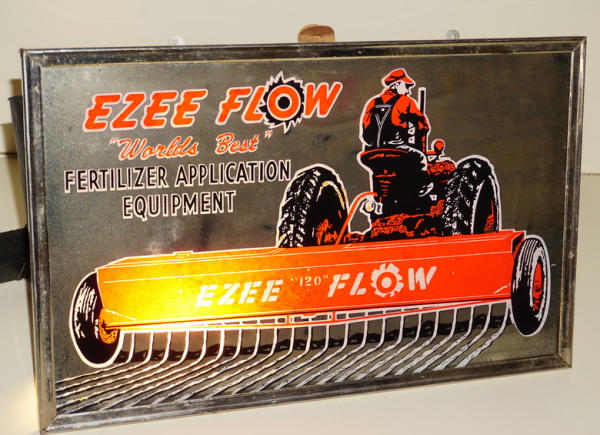 EZEE FLOW
"Worlds Best"
FERTILIZER APPLICATION
EQUIPMENT
EZEE "120" FLOW